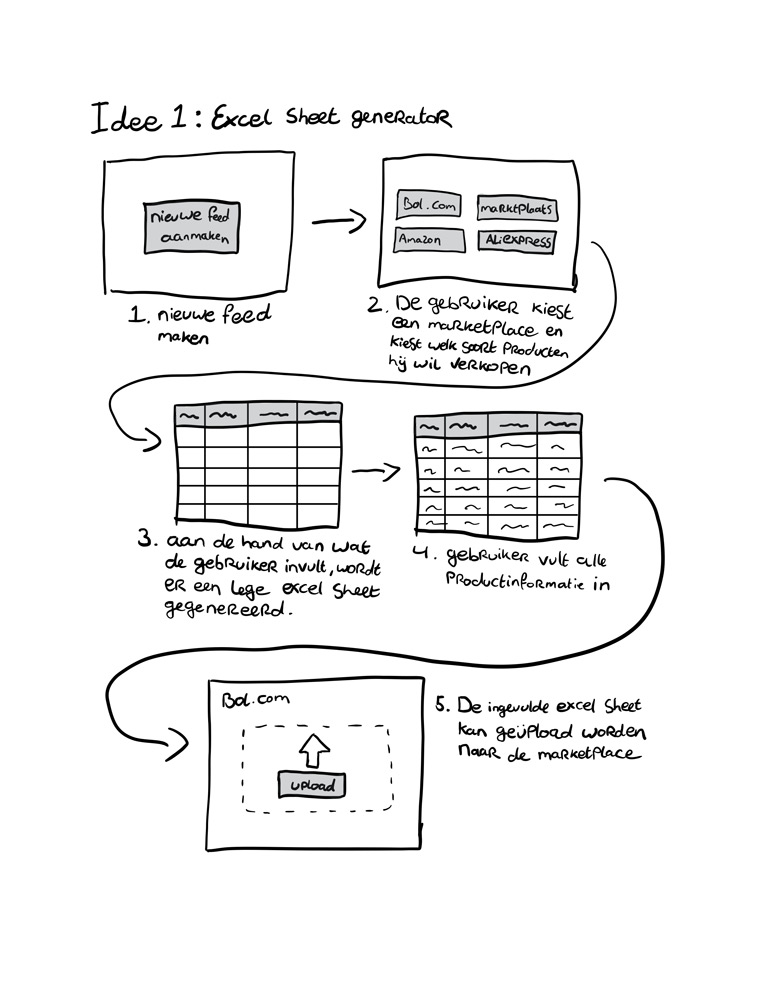 Idee 1: Excel sheet generator
nieuwe feed
aanmaken
1. nieuwe feed
maken
Bol.com
marktplaats
Amazon
ALiexpress
2. De gebruiker kiest
een marketplace en
kiest welk soort producten
hij wil verkopen
3. aan de hand van wat
de gebruiker invult, wordt
er een lege excel sheet
gegenereerd.
4. gebruiker vult alle
Productinformatie in
Bol.com
upload
5. De ingevulde excel sheet
kan geüpload worden
naar de marketplace